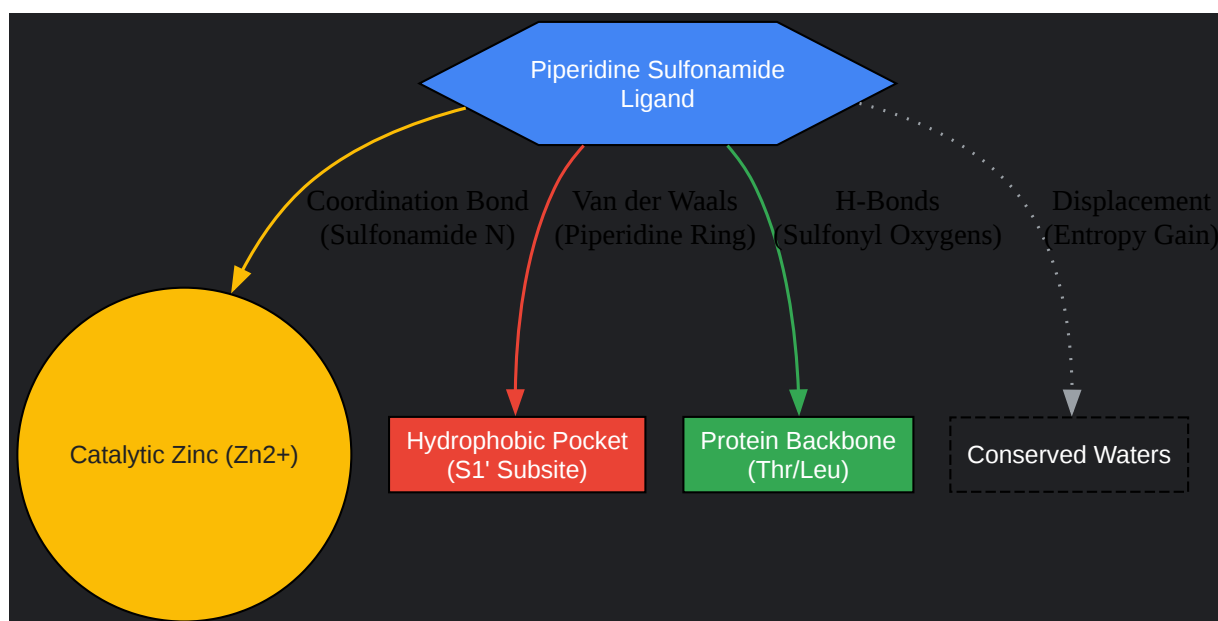 Piperidine Sulfonamide
Ligand
Coordination Bond
(Sulfonamide N)
Van der Waals
(Piperidine Ring)
H-Bonds
(Sulfonyl Oxygens)
Displacement
(Entropy Gain)
Catalytic Zinc (Zn2+)
Hydrophobic Pocket
(S1' Subsite)
Protein Backbone
(Thr/Leu)
Conserved Waters